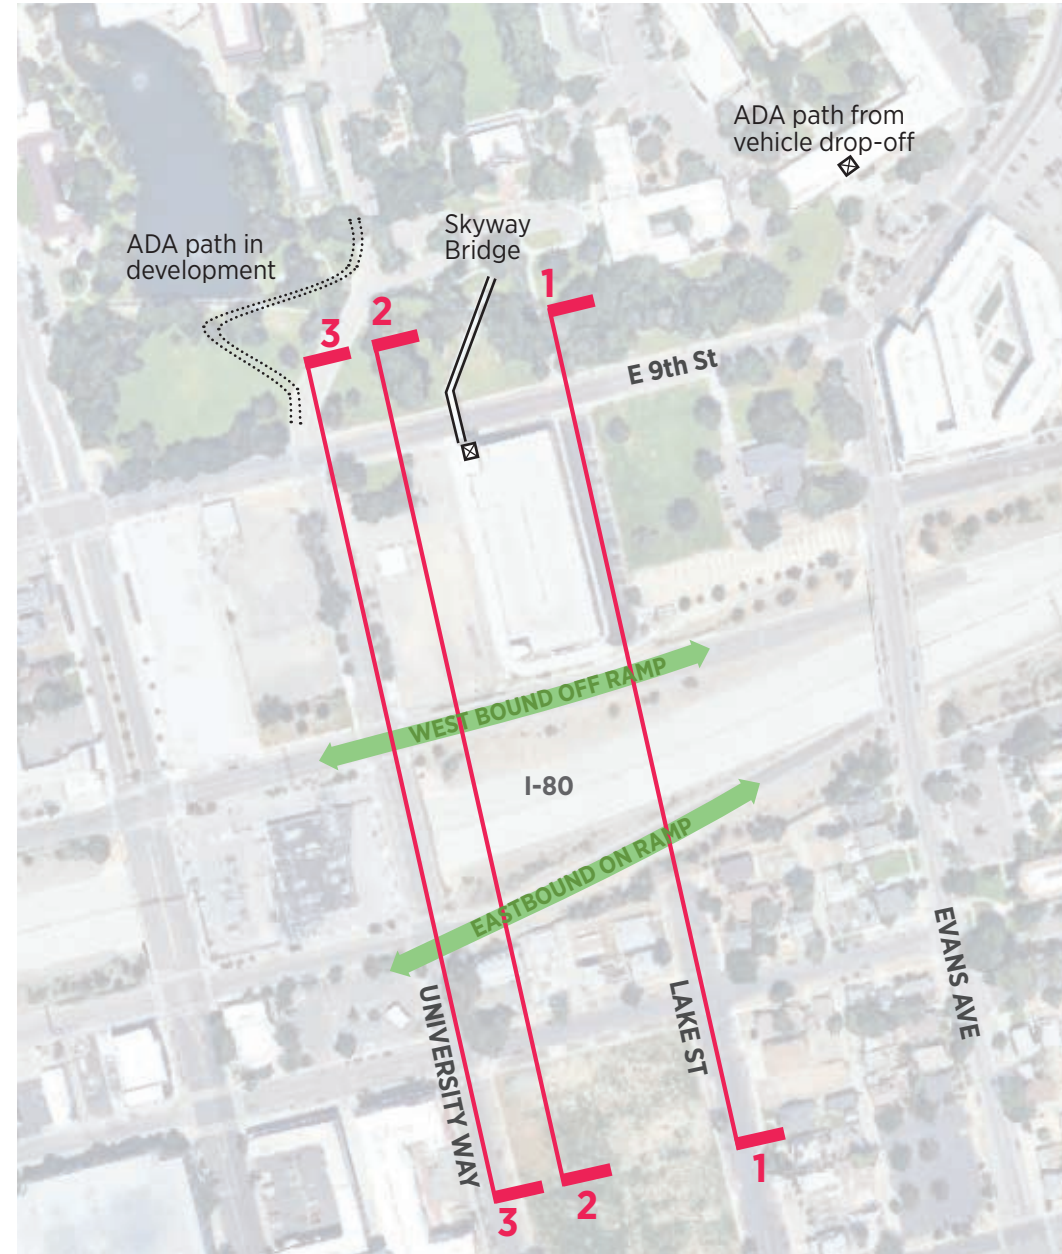 ADA path from
vehicle drop-off
Skyway
Bridge
ADA path in
development
1
2
3
E 9th St
WEST BOUND OFF RAMP
I-80
EASTBOUND ON RAMP
EVANS AVE
LAKE ST
UNIVERSITY WAY
1
2
3